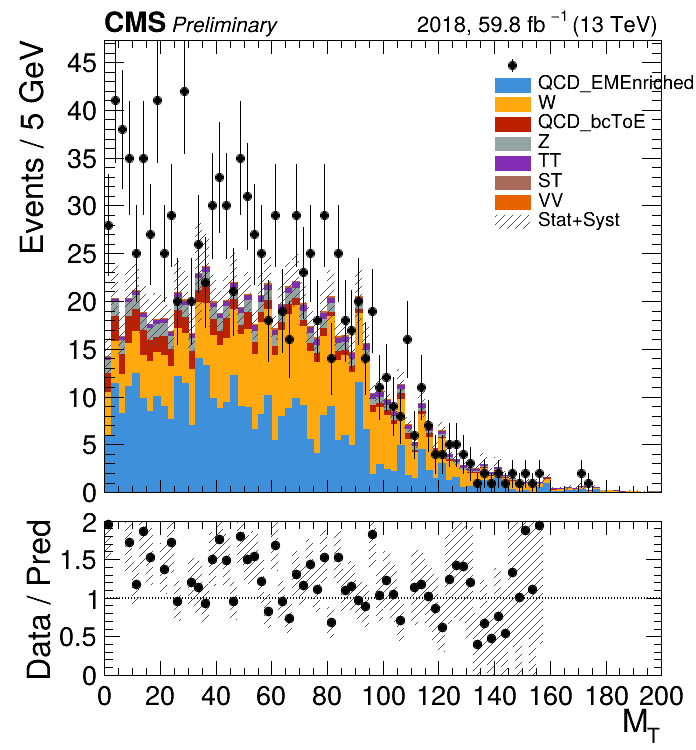 CMS Preliminary 2018, 59.8 fb⁻¹ (13 TeV)
Events / 5 GeV
45
40
35
30
25
20
15
10
5
0
QCD_EMEnriched
W
QCD_bcToE
Z
TT
ST
VV
Stat+Syst
Data / Pred
2
1.5
1
0.5
0
0 20 40 60 80 100 120 140 160 180 200
M_T